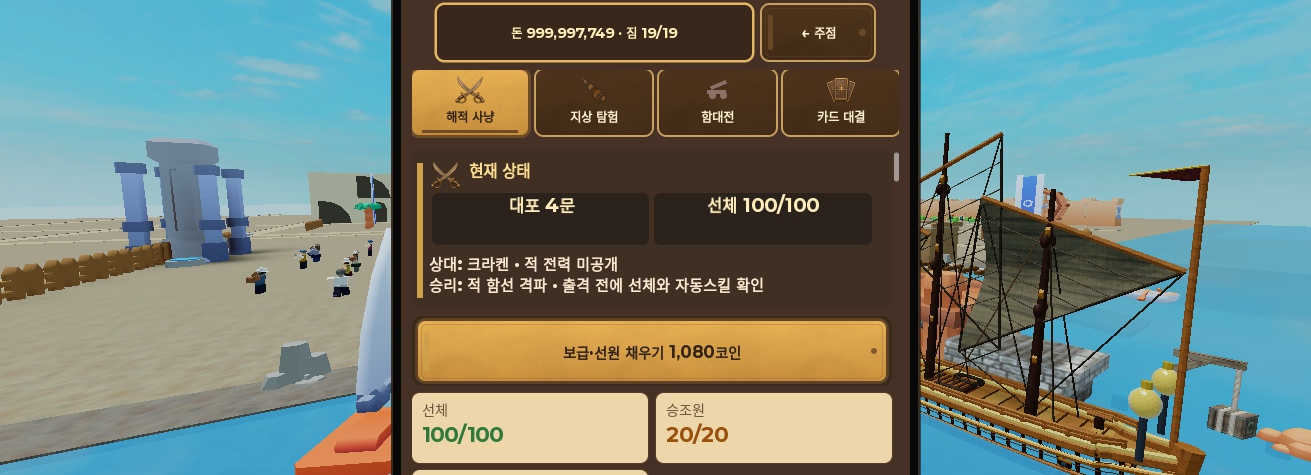 돈 999,997,749 · 짐 19/19
← 주점
해적 사냥
지상 탐험
함대전
카드 대결
현재 상태
대포 4문
선체 100/100
상대: 크라켄 • 적 전력 미공개
승리: 적 함선 격파 • 출격 전에 선체와 자동스킬 확인
보급·선원 채우기 1,080코인
선체
승조원
100/100
20/20